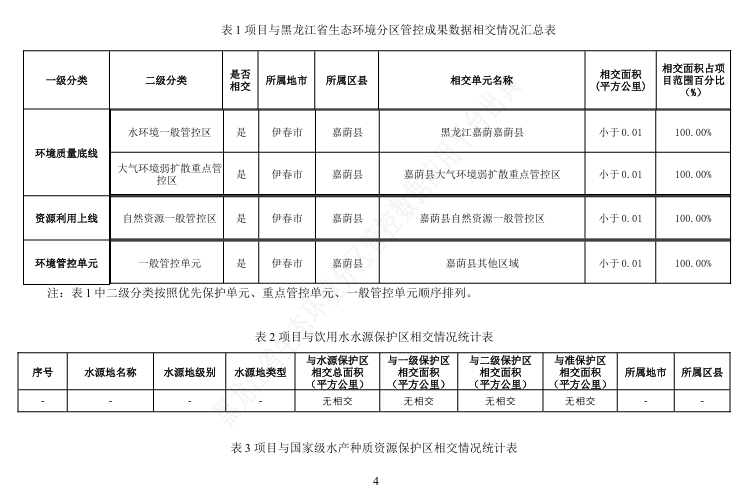 表 1 项目与黑龙江省生态环境分区管控成果数据相交情况汇总表
一级分类 二级分类 是否相交 所属地市 所属区县 相交单元名称 相交面积(平方公里) 相交面积占项目范围百分比（%）
环境质量底线 水环境一般管控区 是 伊春市 嘉荫县 黑龙江嘉荫嘉荫县 小于 0.01 100.00%
大气环境弱扩散重点管控区 是 伊春市 嘉荫县 嘉荫县大气环境弱扩散重点管控区 小于 0.01 100.00%
资源利用上线 自然资源一般管控区 是 伊春市 嘉荫县 嘉荫县自然资源一般管控区 小于 0.01 100.00%
环境管控单元 一般管控单元 是 伊春市 嘉荫县 嘉荫县其他区域 小于 0.01 100.00%
注：表 1 中二级分类按照优先保护单元、重点管控单元、一般管控单元顺序排列。
表 2 项目与饮用水水源保护区相交情况统计表
序号 水源地名称 水源地级别 水源地类型 与水源保护区相交总面积（平方公里） 与一级保护区相交面积（平方公里） 与二级保护区相交面积（平方公里） 与准保护区相交面积（平方公里） 所属地市 所属区县
- - - - 无相交 无相交 无相交 无相交 - -
表 3 项目与国家级水产种质资源保护区相交情况统计表
4